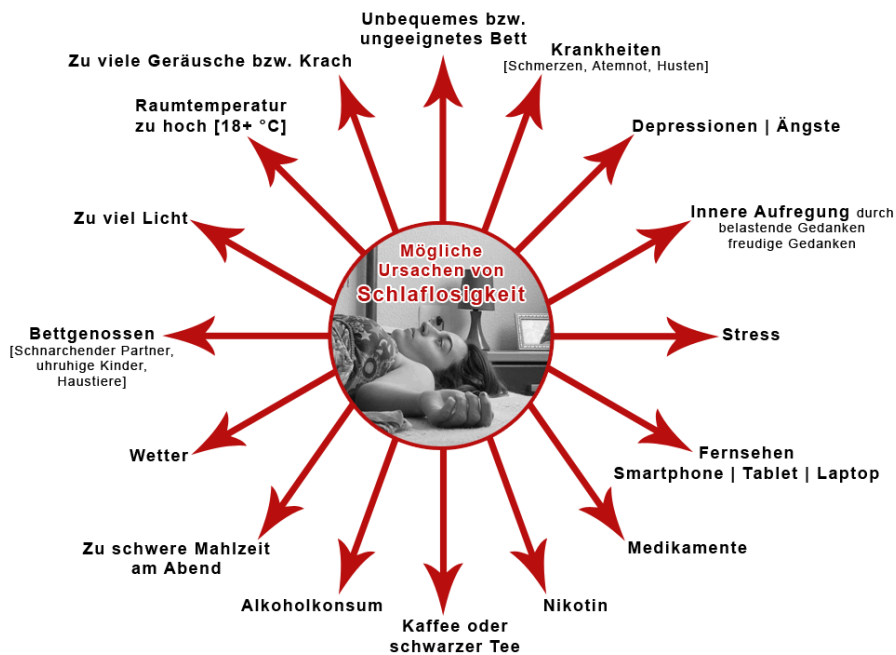 Mögliche
Ursachen von
Schlaflosigkeit
Unbequemes bzw.
ungeeignetes Bett
Krankheiten
[Schmerzen, Atemnot, Husten]
Depressionen | Ängste
Innere Aufregung durch
belastende Gedanken
freudige Gedanken
Stress
Fernsehen
Smartphone | Tablet | Laptop
Medikamente
Nikotin
Kaffee oder
schwarzer Tee
Alkoholkonsum
Zu schwere Mahlzeit
am Abend
Wetter
Bettgenossen
[Schnarchender Partner,
uhruhige Kinder,
Haustiere]
Zu viel Licht
Raumtemperatur
zu hoch [18+ °C]
Zu viele Geräusche bzw. Krach